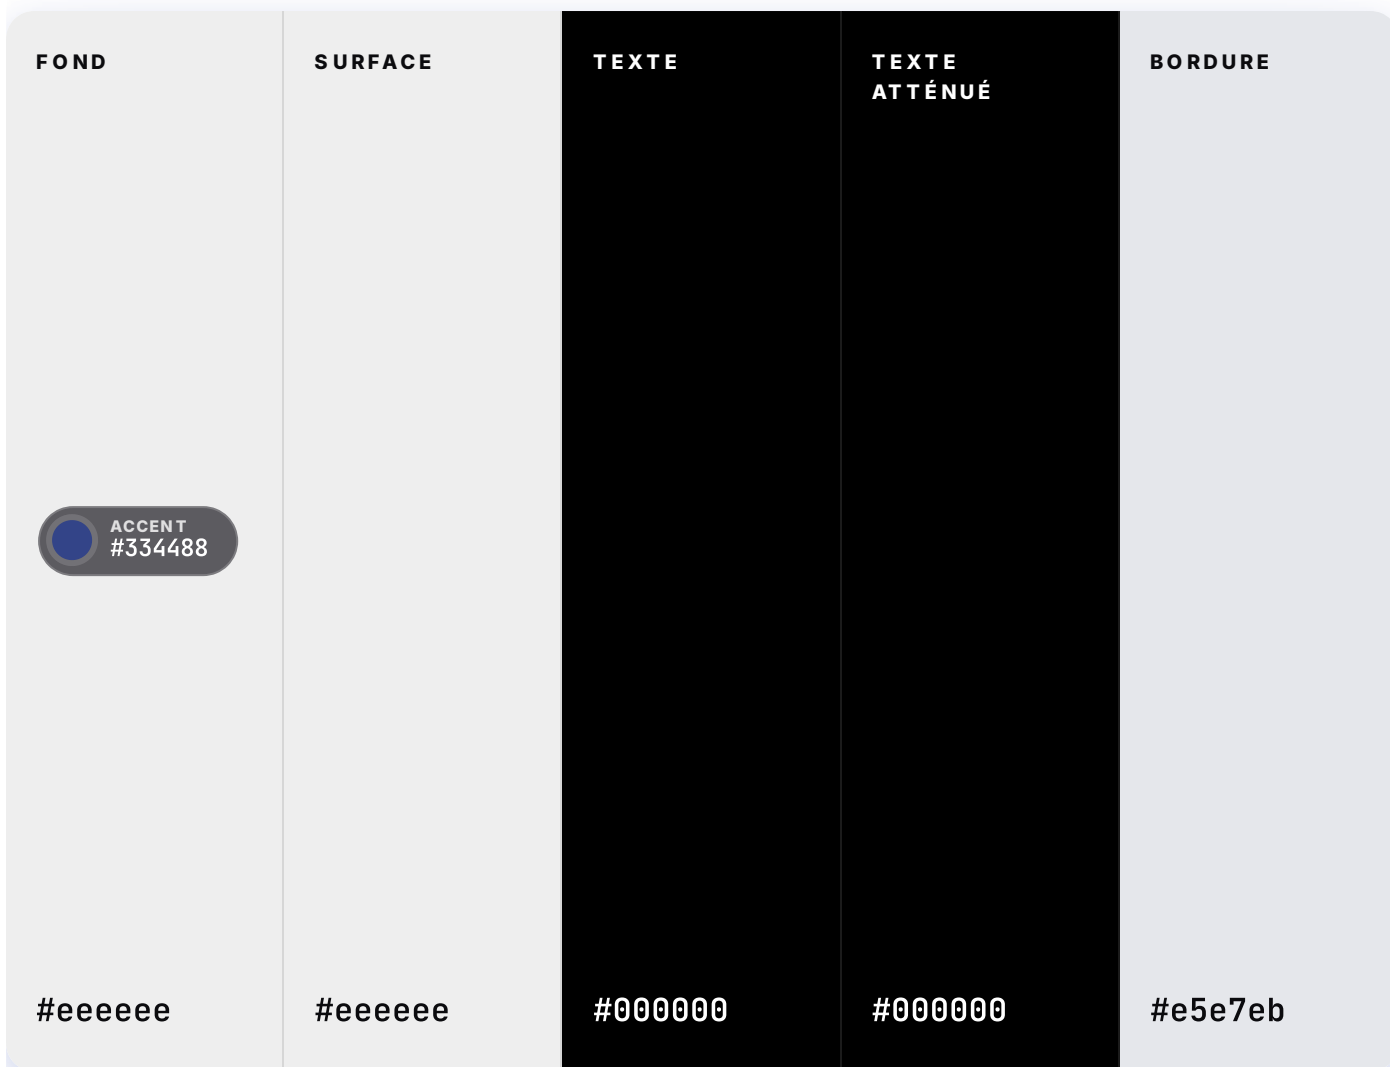 FOND
SURFACE
TEXTE
TEXTE
ATTÉNUÉ
BORDURE
ACCENT
#334488
#eeeeee
#eeeeee
#000000
#000000
#e5e7eb